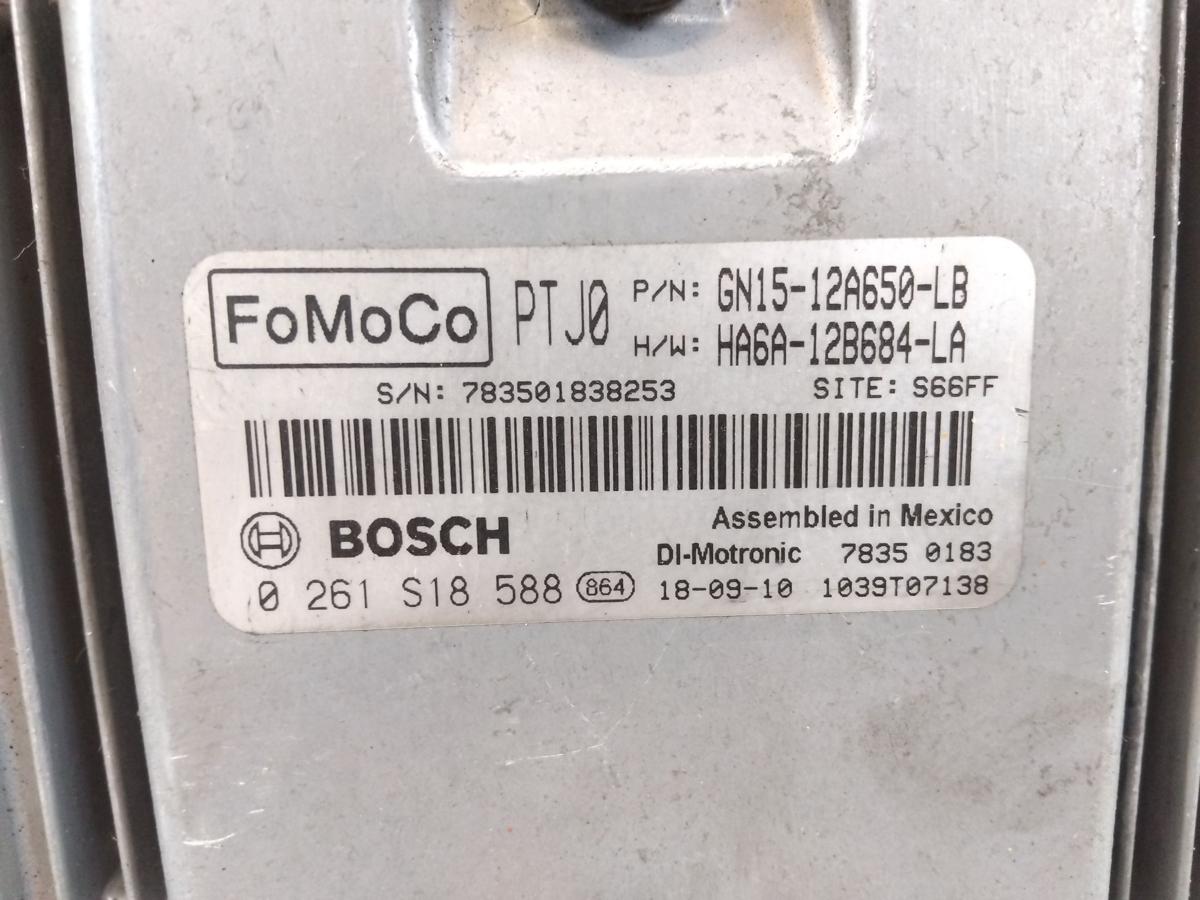 FoMoCo PTJ0 P/N: GN15-12A650-LB
H/W: HA6A-12B684-LA
S/N: 783501838253 SITE: S66FF
BOSCH Assembled in Mexico
DI-Motronic 7835 0183
0 261 S18 588 864 18-09-10 1039T07138